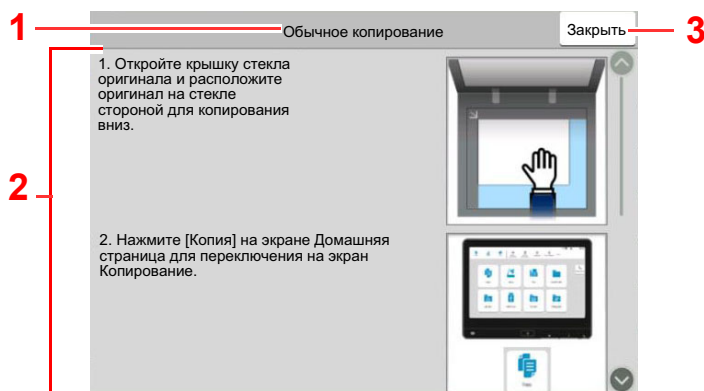 1
Обычное копирование
Закрыть
3
1. Откройте крышку стекла
оригинала и расположите
оригинал на стекле
стороной для копирования
вниз.
2
2. Нажмите [Копия] на экране Домашняя
страница для переключения на экран
Копирование.